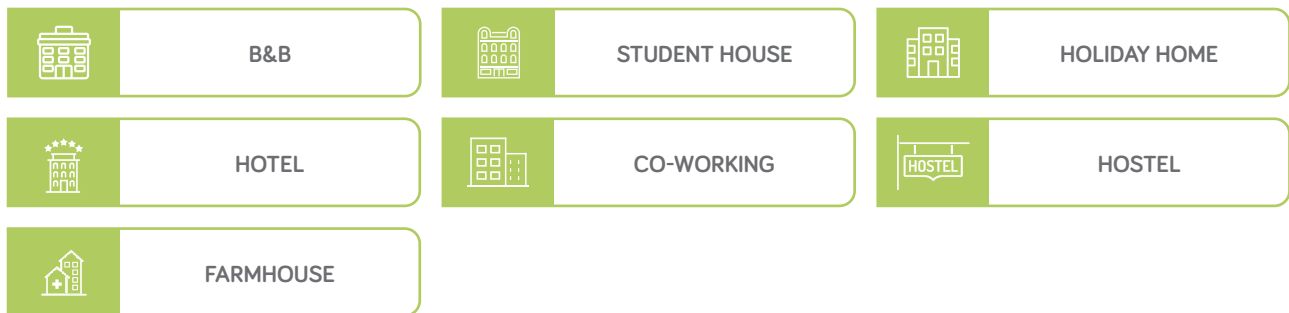 B&B
STUDENT HOUSE
HOLIDAY HOME
HOTEL
CO-WORKING
HOSTEL
HOSTEL
FARMHOUSE